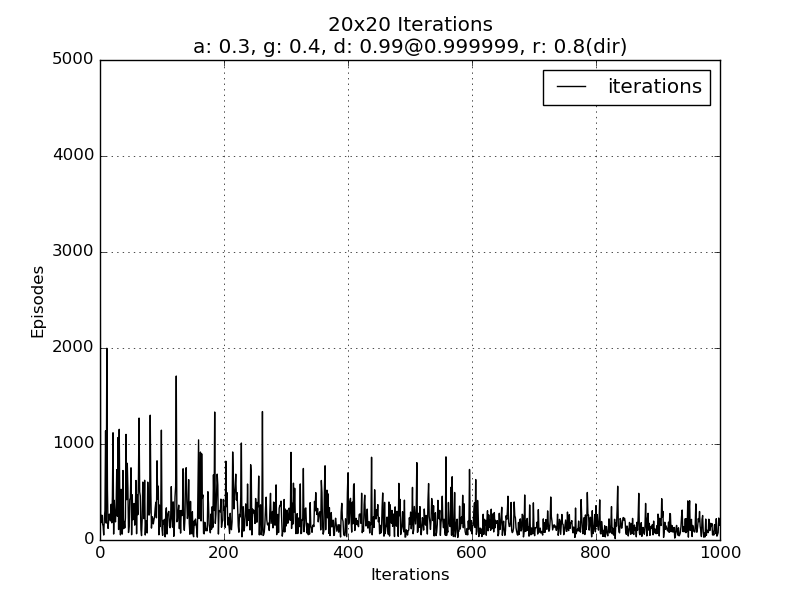 20x20 Iterations
a: 0.3, g: 0.4, d: 0.99@0.999999, r: 0.8(dir)
iterations
5000
4000
3000
2000
1000
0
Episodes
0 200 400 600 800 1000
Iterations